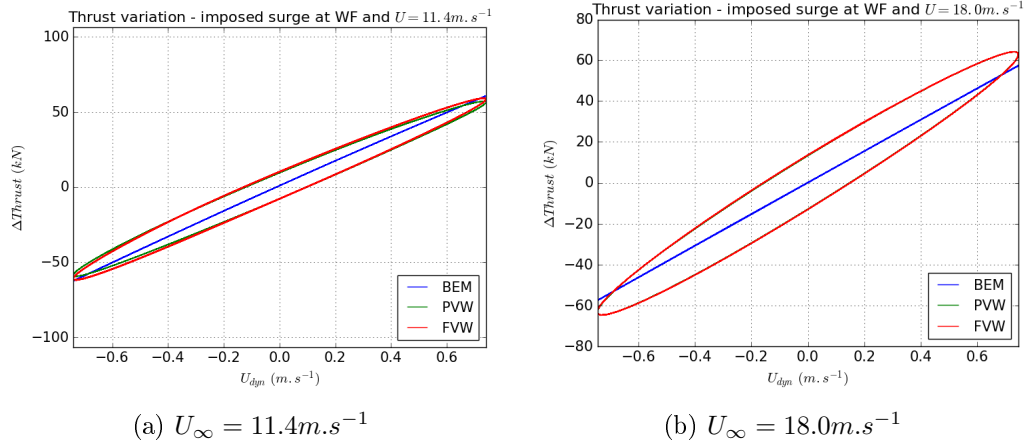 Thrust variation - imposed surge at WF and U = 11.4m.s⁻¹
100
50
0
−50
−100
ΔThrust (kN)
BEM
PVW
FVW
−0.6 −0.4 −0.2 0.0 0.2 0.4 0.6
U_dyn (m.s⁻¹)
(a) U_∞ = 11.4m.s⁻¹
Thrust variation - imposed surge at WF and U = 18.0m.s⁻¹
80
60
40
20
0
−20
−40
−60
−80
ΔThrust (kN)
BEM
PVW
FVW
−0.6 −0.4 −0.2 0.0 0.2 0.4 0.6
U_dyn (m.s⁻¹)
(b) U_∞ = 18.0m.s⁻¹